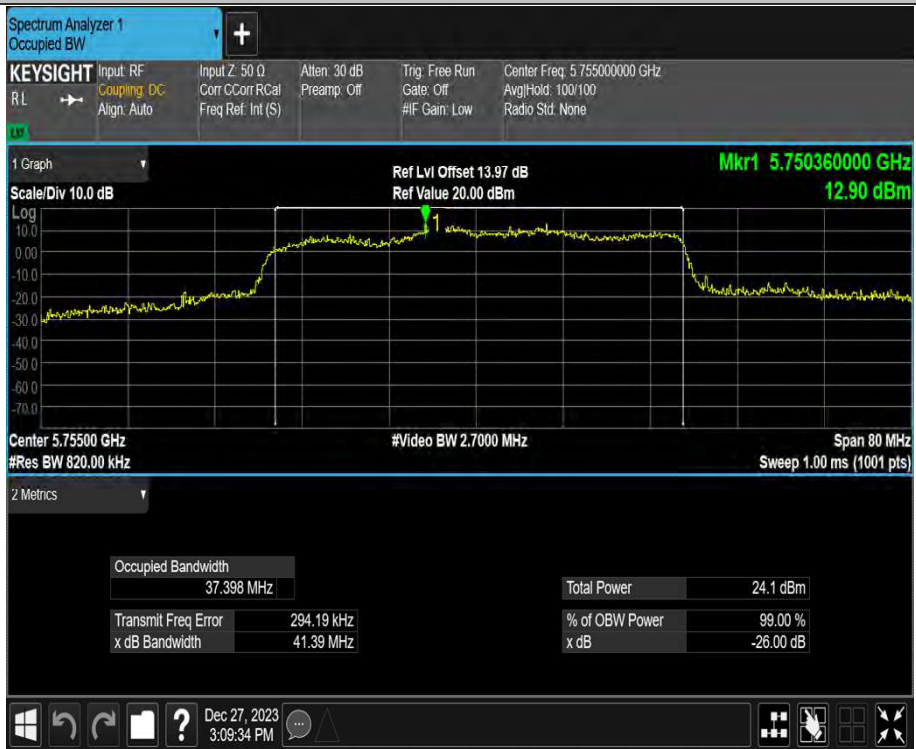 Spectrum Analyzer 1
Occupied BW
+
KEYSIGHT
RL
Input: RF
Coupling: DC
Align: Auto
Input Z: 50 Ω
Corr CCorr RCal
Freq Ref: Int (S)
Atten: 30 dB
Preamp: Off
Trig: Free Run
Gate: Off
#IF Gain: Low
Center Freq: 5.755000000 GHz
Avg|Hold: 100/100
Radio Std: None
1 Graph
Scale/Div 10.0 dB
Ref Lvl Offset 13.97 dB
Ref Value 20.00 dBm
Mkr1 5.750360000 GHz
12.90 dBm
Log
10.0
0.00
-10.0
-20.0
-30.0
-40.0
-50.0
-60.0
-70.0
1
Center 5.75500 GHz
#Res BW 820.00 kHz
#Video BW 2.7000 MHz
Span 80 MHz
Sweep 1.00 ms (1001 pts)
2 Metrics
Occupied Bandwidth
37.398 MHz
Transmit Freq Error 294.19 kHz
x dB Bandwidth 41.39 MHz
Total Power 24.1 dBm
% of OBW Power 99.00 %
x dB -26.00 dB
?
Dec 27, 2023
3:09:34 PM